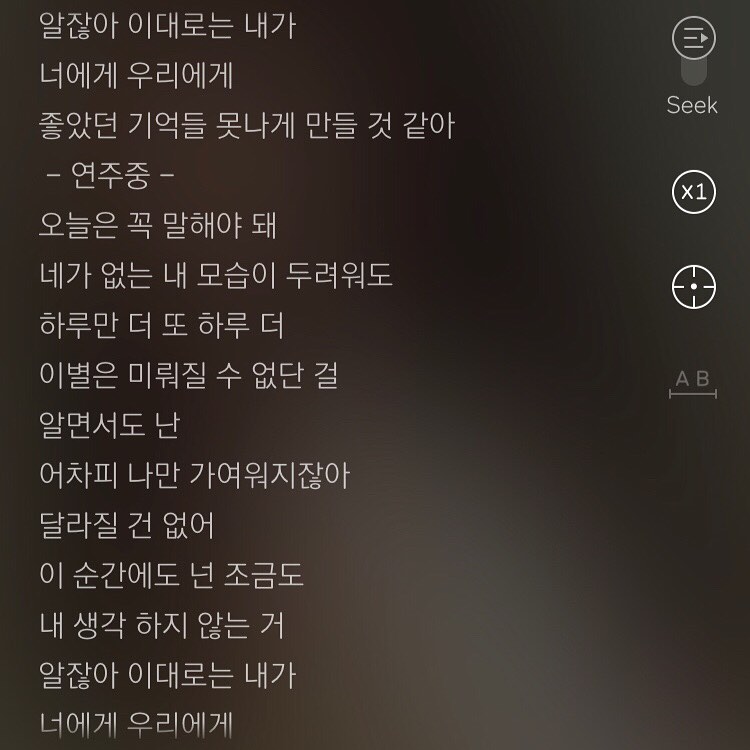 알잖아 이대로는 내가
너에게 우리에게
좋았던 기억들 못나게 만들 것 같아
– 연주중 –
오늘은 꼭 말해야 돼
네가 없는 내 모습이 두려워도
하루만 더 또 하루 더
이별은 미뤄질 수 없단 걸
알면서도 난
어차피 나만 가여워지잖아
달라질 건 없어
이 순간에도 넌 조금도
내 생각 하지 않는 거
알잖아 이대로는 내가
너에게 우리에게
Seek
x1
A B